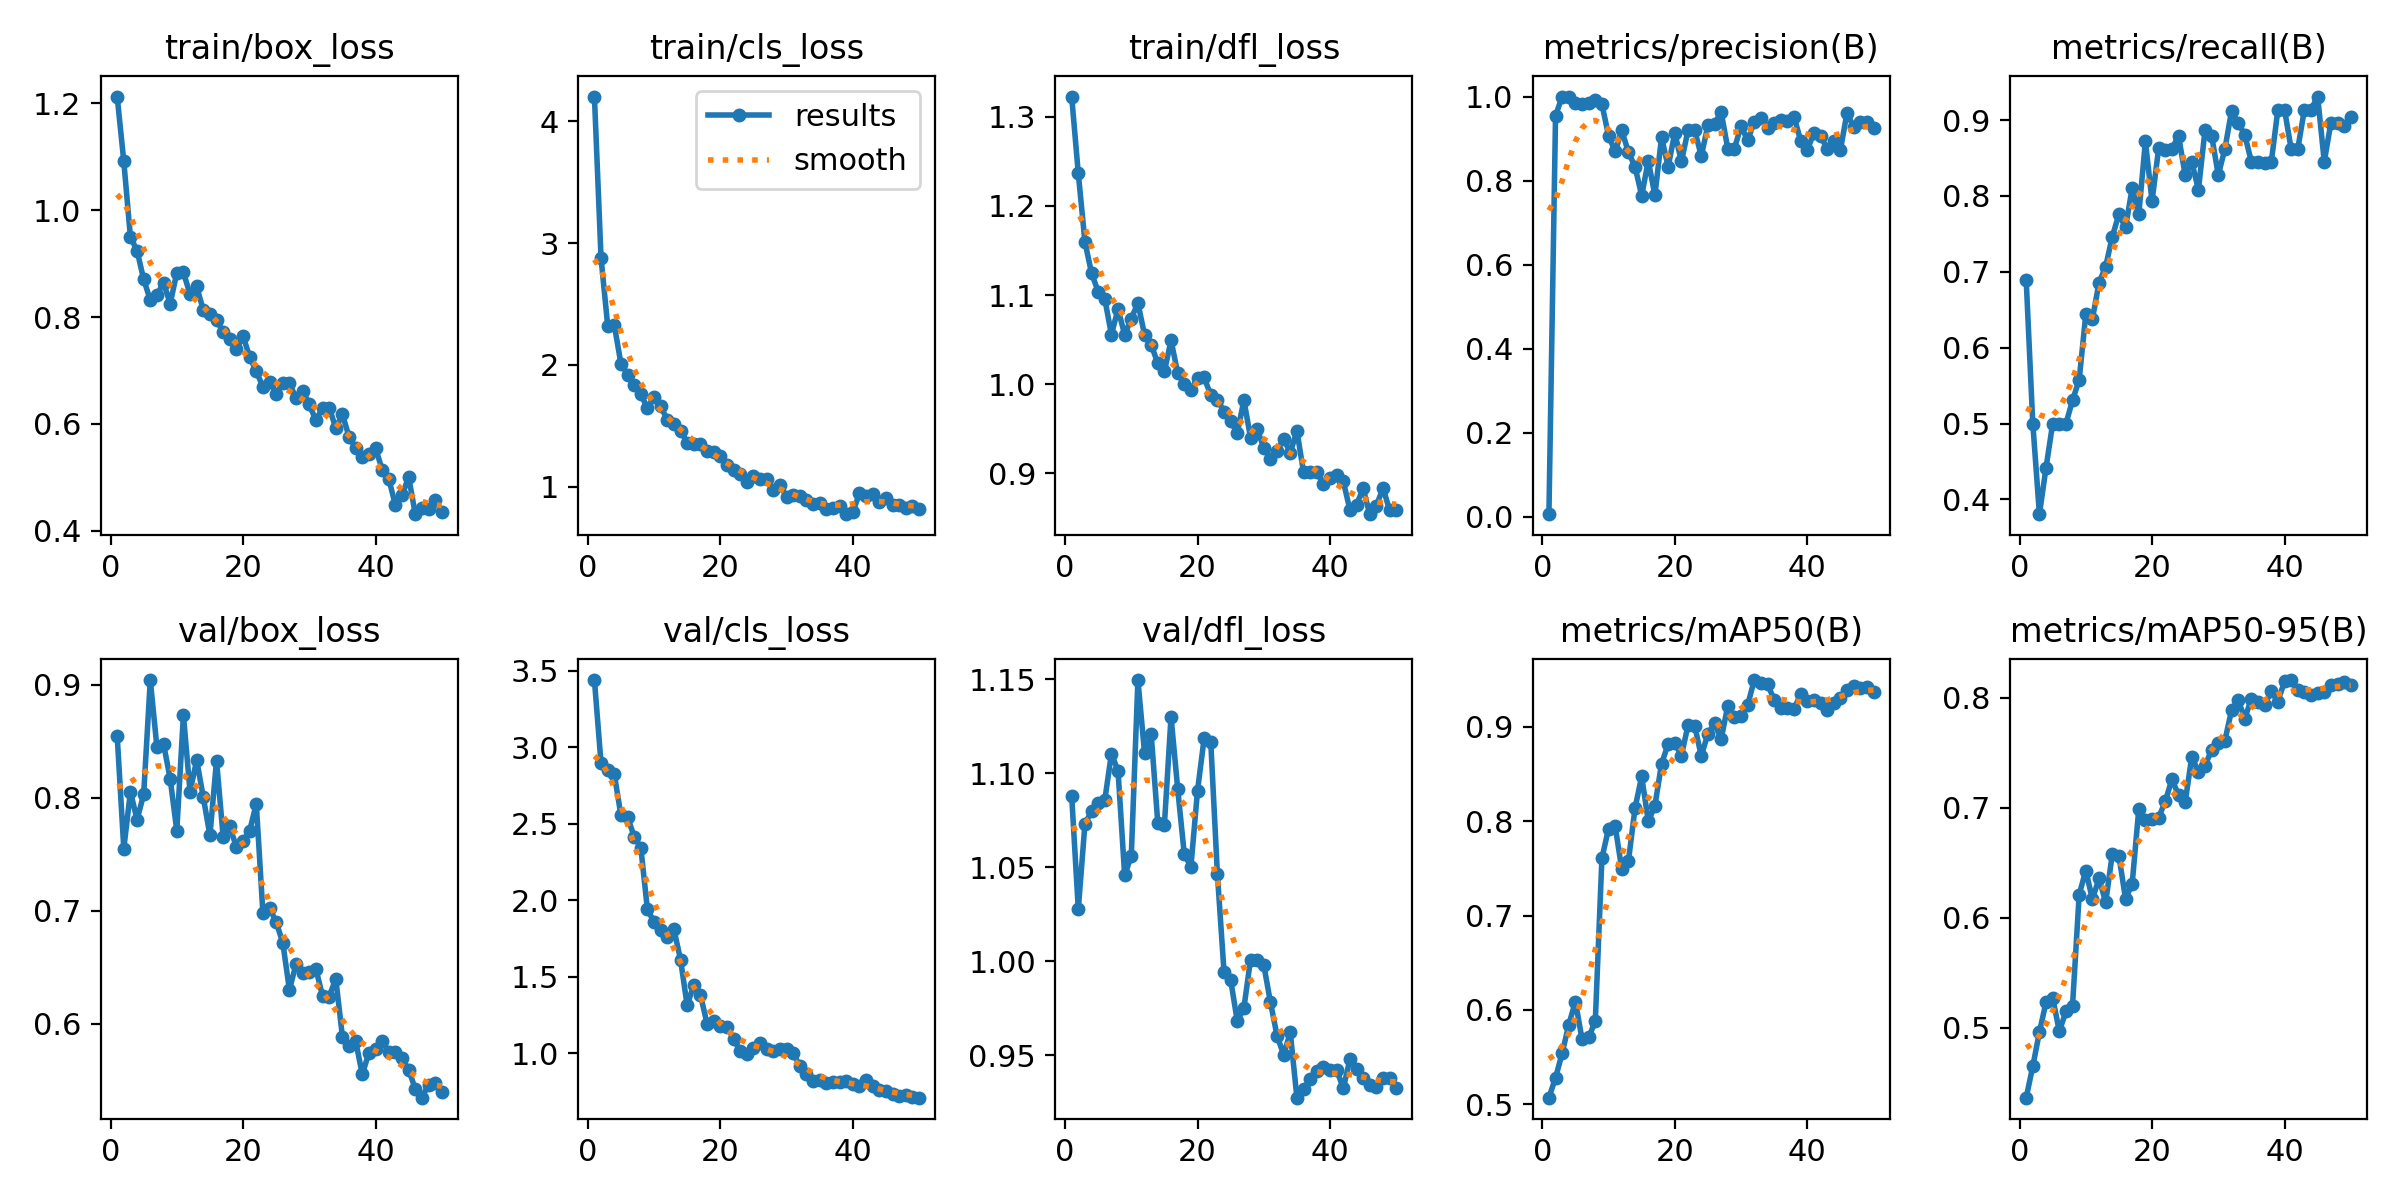 train/box_loss
1.2
1.0
0.8
0.6
0.4
0 20 40
train/cls_loss
results
smooth
4
3
2
1
0 20 40
train/dfl_loss
1.3
1.2
1.1
1.0
0.9
0 20 40
metrics/precision(B)
1.0
0.8
0.6
0.4
0.2
0.0
0 20 40
metrics/recall(B)
0.9
0.8
0.7
0.6
0.5
0.4
0 20 40
val/box_loss
0.9
0.8
0.7
0.6
0 20 40
val/cls_loss
3.5
3.0
2.5
2.0
1.5
1.0
0 20 40
val/dfl_loss
1.15
1.10
1.05
1.00
0.95
0 20 40
metrics/mAP50(B)
0.9
0.8
0.7
0.6
0.5
0 20 40
metrics/mAP50-95(B)
0.8
0.7
0.6
0.5
0 20 40